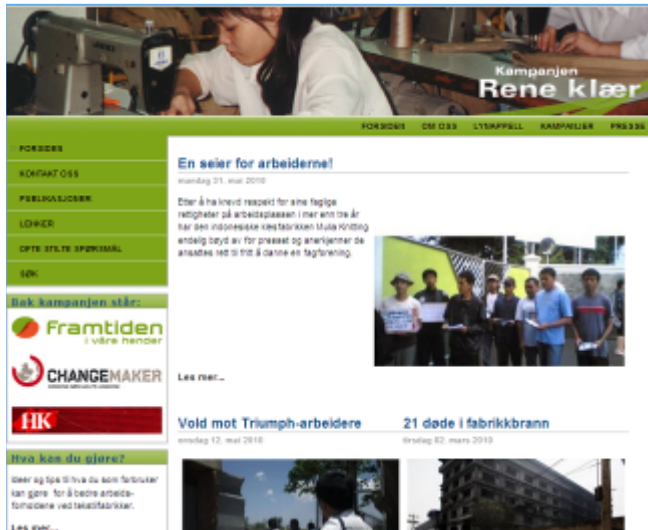 Kampanjen
Rene klær
FORSIDEN OM OSS LYNAPPELL KAMPANJER PRESSE
FORSIDEN
KONTAKT OSS
PUBLIKASJONER
LENKER
OFTE STILTE SPØRSMÅL
SØK
En seier for arbeiderne!
mandag 31. mai 2010
Etter å ha krevd respekt for sine faglige
rettigheter på arbeidsplassen i mer enn tre år
har den indonesiske klesfabrikken Mulia Knitting
endelig bøyd av for presset og anerkjenner de
ansattes rett til fritt å danne en fagforening.
Les mer...
Bak kampanjen står:
Framtiden
i våre hender
CHANGEMAKER
HK
Hva kan du gjøre?
Ideer og tips til hva du som forbruker
kan gjøre for å bedre arbeids-
forholdene ved tekstilfabrikker.
Les mer...
Vold mot Triumph-arbeidere
onsdag 12. mai 2010
21 døde i fabrikkbrann
tirsdag 02. mars 2010